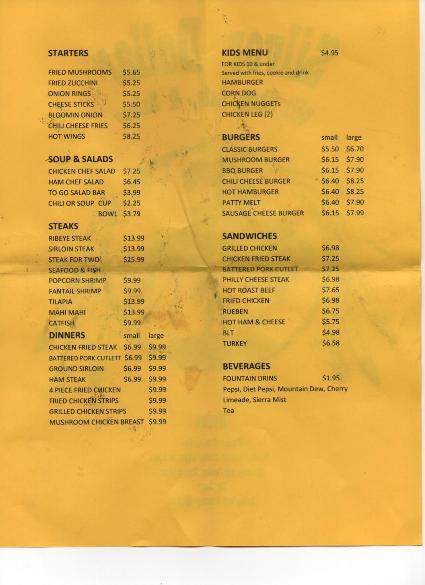 STARTERS
FRIED MUSHROOMS $5.65
FRIED ZUCCHINI $5.25
ONION RINGS $5.25
CHEESE STICKS $5.50
BLOOMIN ONION $7.25
CHILI CHEESE FRIES $6.25
HOT WINGS $8.25
SOUP & SALADS
CHICKEN CHEF SALAD $7.25
HAM CHEF SALAD $6.45
TO GO SALAD BAR $3.99
CHILI OR SOUP CUP $2.25
BOWL $3.79
STEAKS
RIBEYE STEAK $13.99
SIRLOIN STEAK $13.99
STEAK FOR TWO $25.99
SEAFOOD & FISH
POPCORN SHRIMP $9.99
FANTAIL SHRIMP $9.99
TILAPIA $13.99
MAHI MAHI $13.99
CATFISH $9.99
DINNERS small large
CHICKEN FRIED STEAK $6.99 $9.99
BATTERED PORK CUTLETT $6.99 $9.99
GROUND SIRLOIN $6.99 $9.99
HAM STEAK $6.99 $9.99
4 PIECE FRIED CHICKEN $9.99
FRIED CHICKEN STRIPS $9.99
GRILLED CHICKEN STRIPS $9.99
MUSHROOM CHICKEN BREAST $9.99
KIDS MENU $4.95
FOR KIDS 10 & under
Served with fries, cookie and drink
HAMBURGER
CORN DOG
CHICKEN NUGGETs
CHICKEN LEG (2)
BURGERS small large
CLASSIC BURGERS $5.50 $6.70
MUSHROOM BURGER $6.15 $7.90
BBQ BURGER $6.15 $7.90
CHILI CHEESE BURGER $6.40 $8.25
HOT HAMBURGER $6.40 $8.25
PATTY MELT $6.40 $7.90
SAUSAGE CHEESE BURGER $6.15 $7.99
SANDWICHES
GRILLED CHICKEN $6.98
CHICKEN FRIED STEAK $7.25
BATTERED PORK CUTLET $7.25
PHILLY CHEESE STEAK $6.98
HOT ROAST BEEF $7.65
FRIED CHICKEN $6.98
RUEBEN $6.75
HOT HAM & CHEESE $5.75
BLT $4.98
TURKEY $6.58
BEVERAGES
FOUNTAIN DRINS $1.95
Pepsi, Diet Pepsi, Mountain Dew, Cherry
Limeade, Sierra Mist
Tea